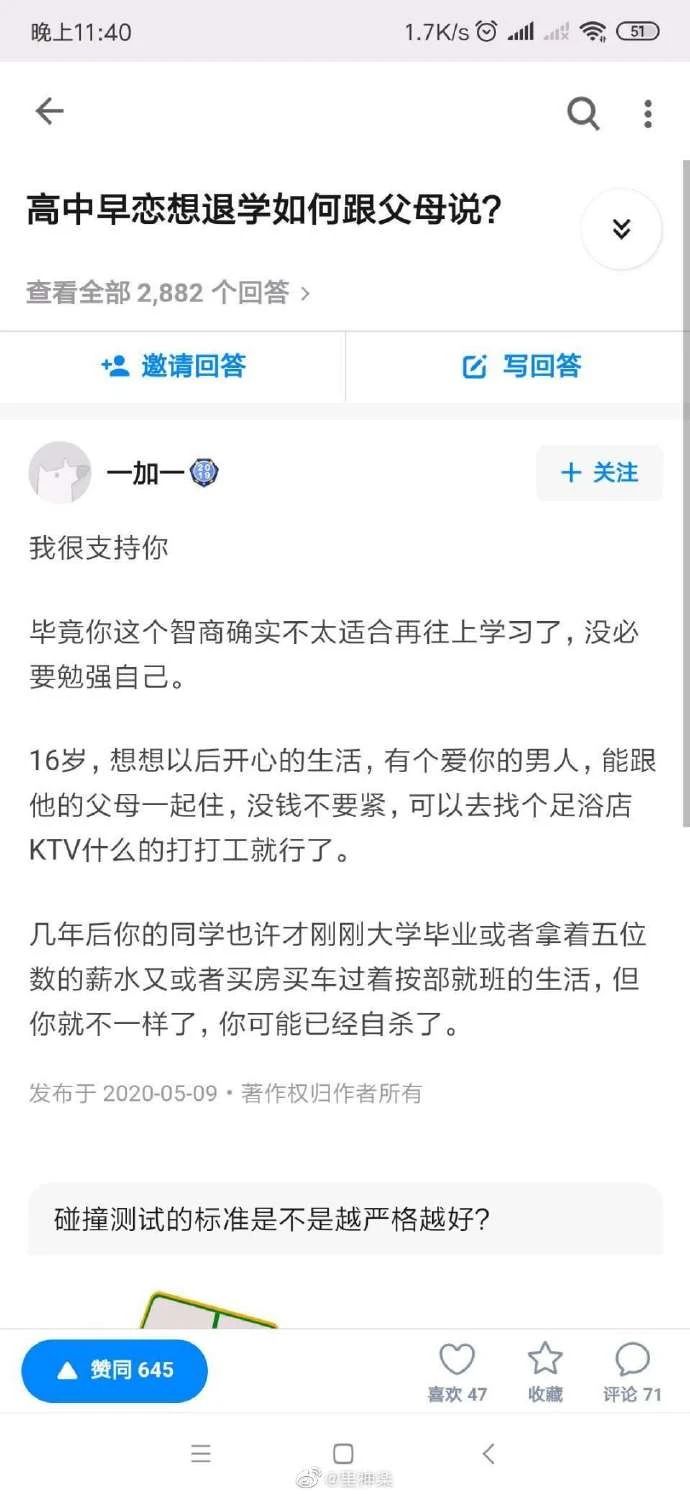 晚上11:40
1.7K/s
51
高中早恋想退学如何跟父母说?
查看全部 2,882 个回答 >
邀请回答
写回答
一加一
2019
+ 关注
我很支持你
毕竟你这个智商确实不太适合再往上学习了, 没必
要勉强自己。
16岁, 想想以后开心的生活, 有个爱你的男人, 能跟
他的父母一起住, 没钱不要紧, 可以去找个足浴店
KTV什么的打打工就行了。
几年后你的同学也许才刚刚大学毕业或者拿着五位
数的薪水又或者买房买车过着按部就班的生活, 但
你就不一样了, 你可能已经自杀了。
发布于 2020-05-09 · 著作权归作者所有
碰撞测试的标准是不是越严格越好?
赞同 645
喜欢 47
收藏
评论 71